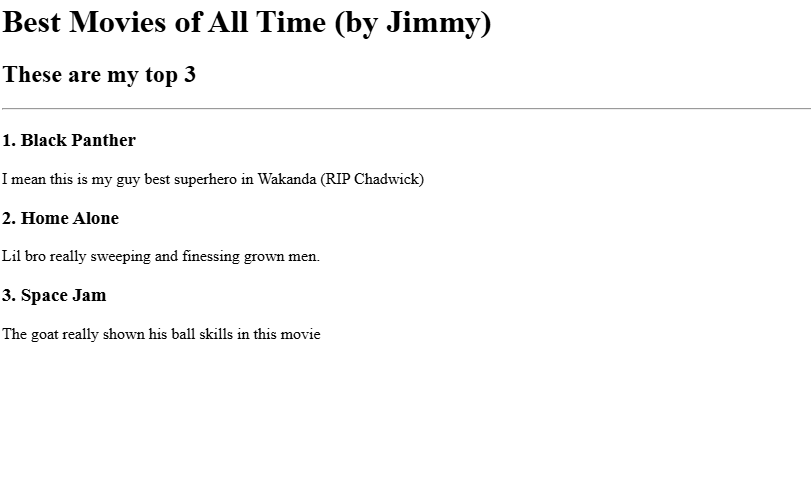 Best Movies of All Time (by Jimmy)
These are my top 3
1. Black Panther
I mean this is my guy best superhero in Wakanda (RIP Chadwick)
2. Home Alone
Lil bro really sweeping and finessing grown men.
3. Space Jam
The goat really shown his ball skills in this movie